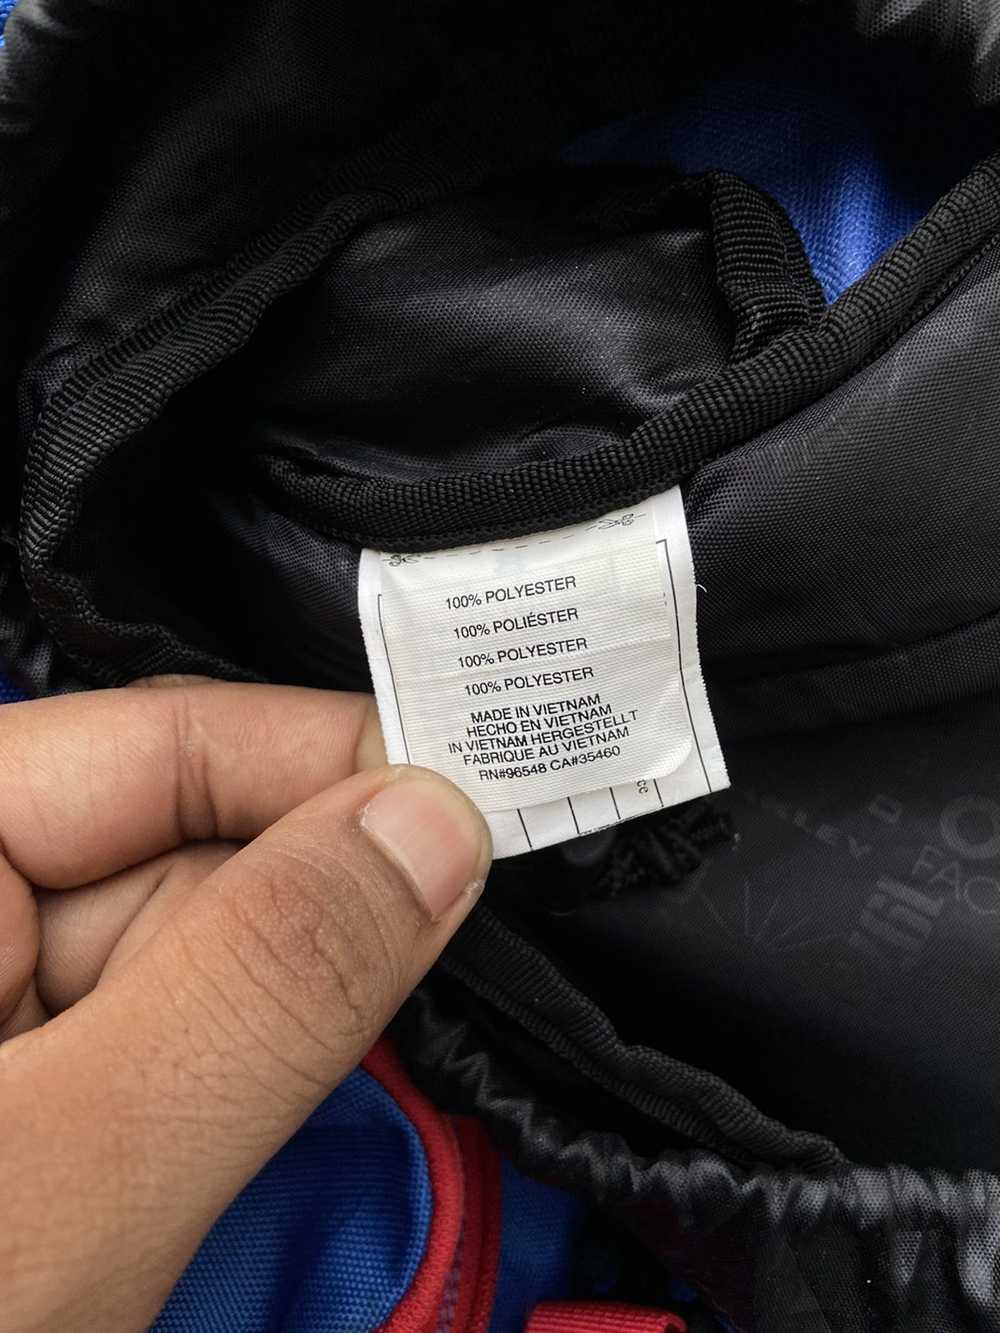 100% POLYESTER
100% POLIÉSTER
100% POLYESTER
100% POLYESTER
MADE IN VIETNAM
HECHO EN VIETNAM
IN VIETNAM HERGESTELLT
FABRIQUE AU VIETNAM
RN#96548 CA#35460